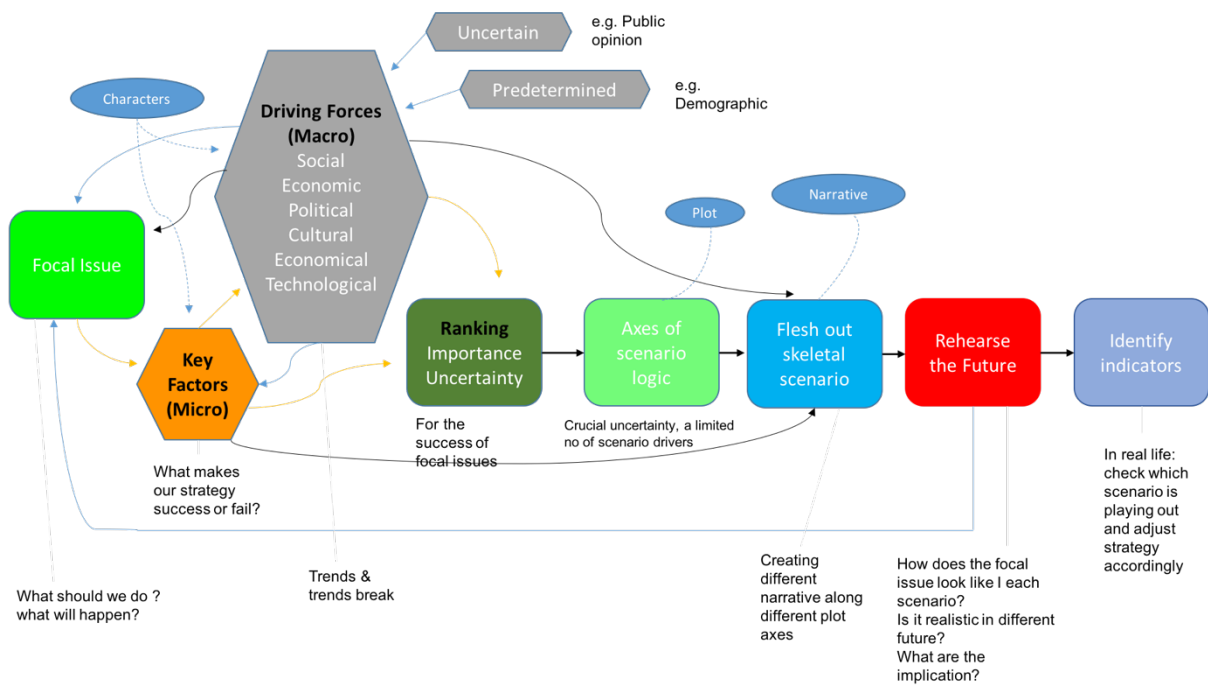 Uncertain
e.g. Public
opinion
Predetermined
e.g.
Demographic
Characters
Driving Forces
(Macro)
Social
Economic
Political
Cultural
Economical
Technological
Narrative
Plot
Focal Issue
Key
Factors
(Micro)
Ranking
Importance
Uncertainty
Axes of
scenario
logic
Flesh out
skeletal
scenario
Rehearse
the Future
Identify
indicators
For the
success of
focal issues
Crucial uncertainty, a limited
no of scenario drivers
What makes
our strategy
success or fail?
In real life:
check which
scenario is
playing out
and adjust
strategy
accordingly
What should we do ?
what will happen?
Trends &
trends break
Creating
different
narrative along
different plot
axes
How does the focal
issue look like I each
scenario?
Is it realistic in different
future?
What are the
implication?